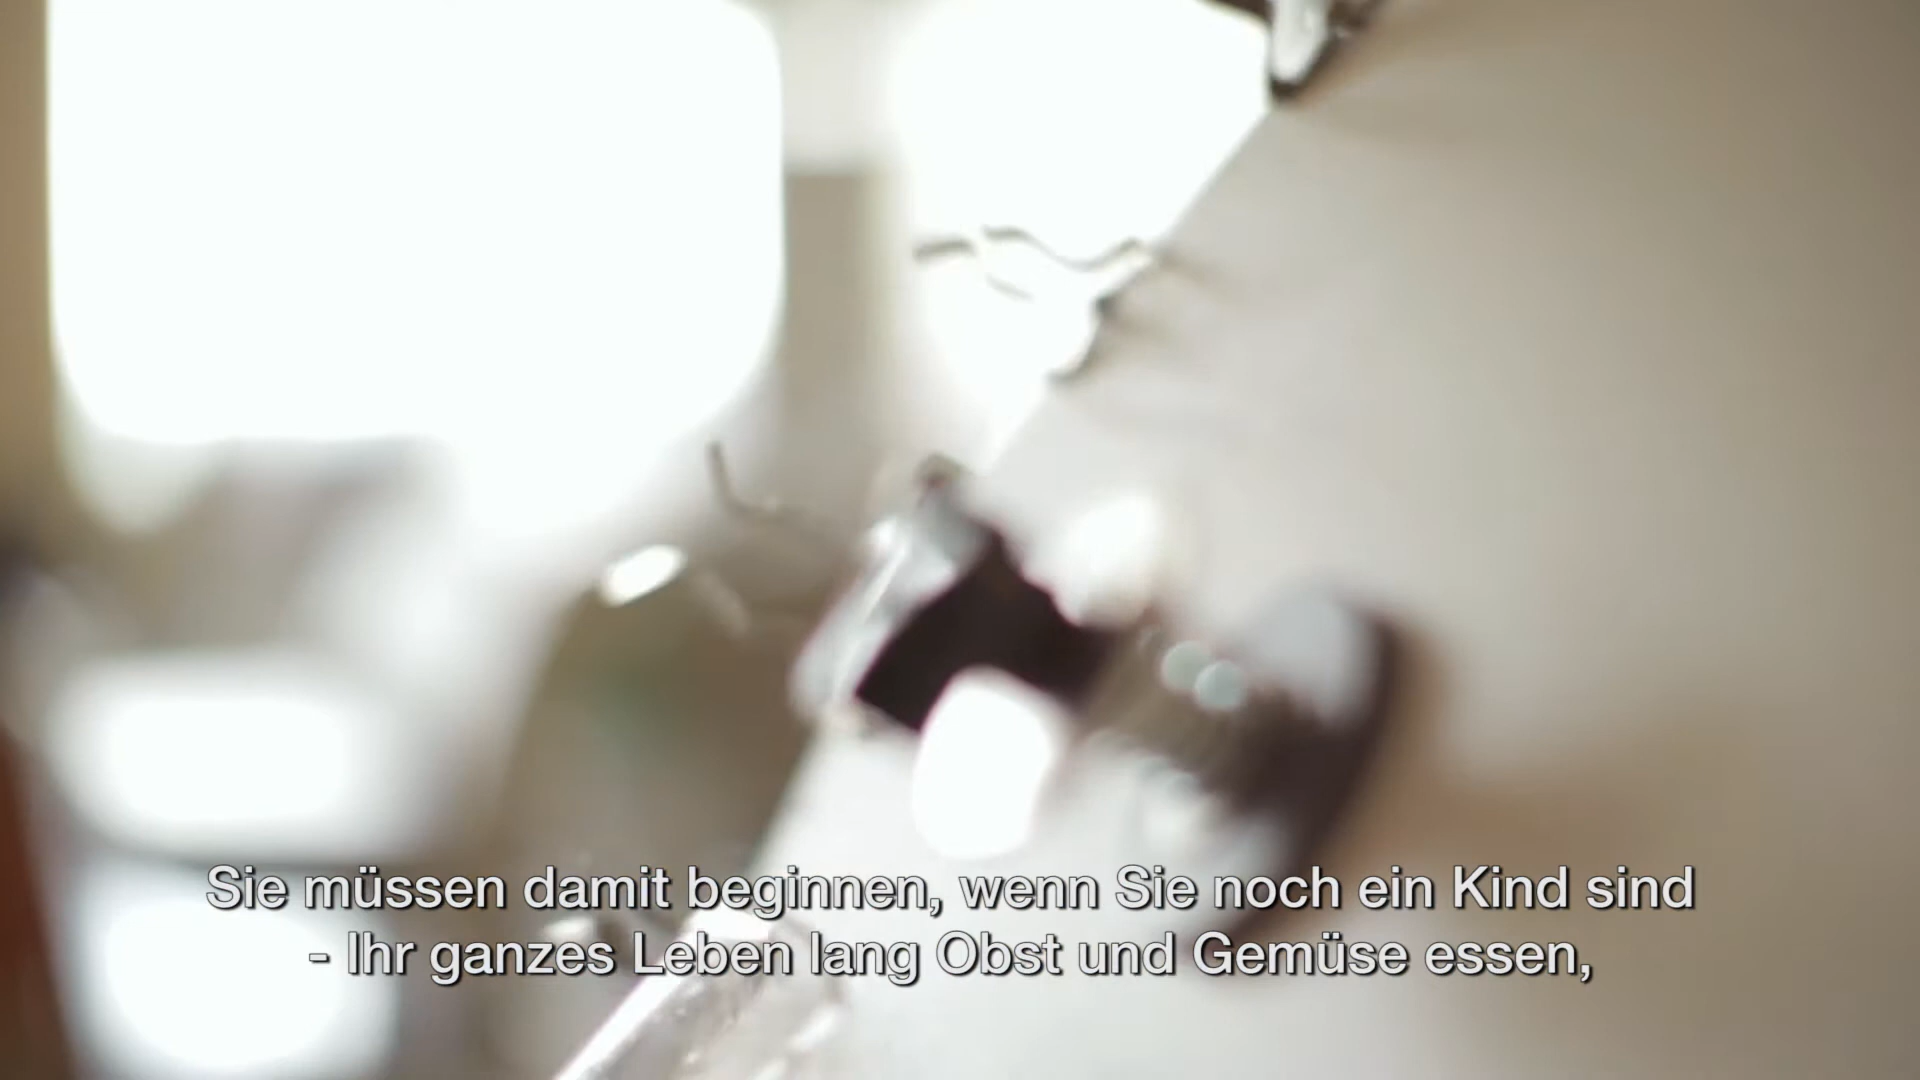 Sie müssen damit beginnen, wenn Sie noch ein Kind sind
- Ihr ganzes Leben lang Obst und Gemüse essen,